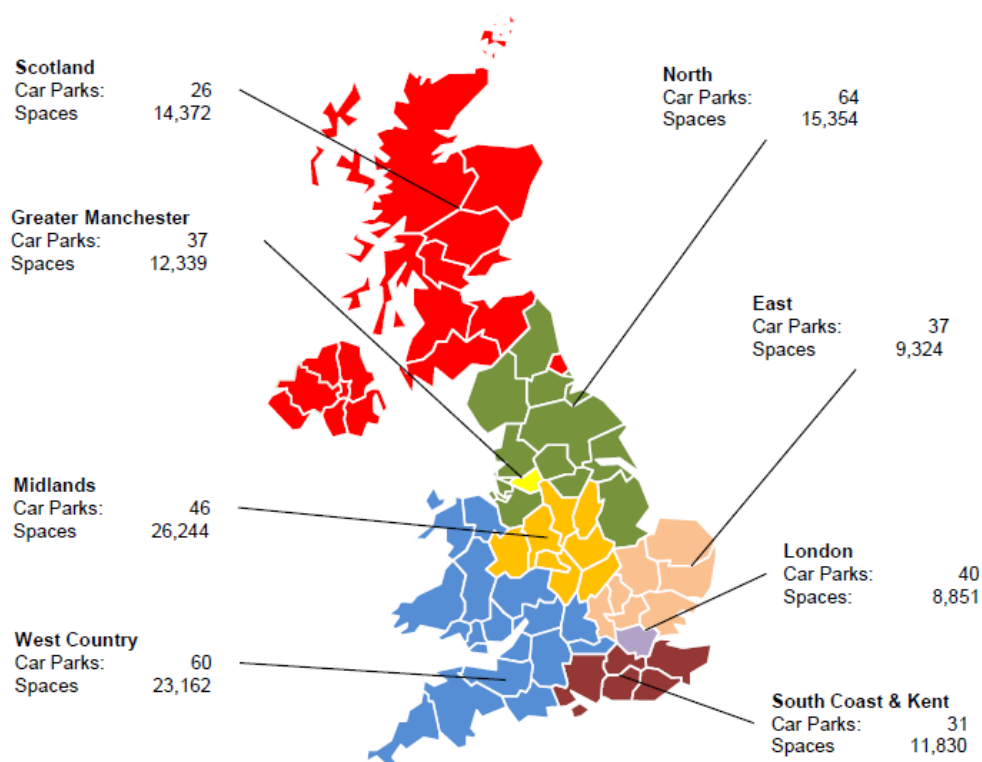 Scotland
Car Parks: 26
Spaces 14,372
North
Car Parks: 64
Spaces 15,354
Greater Manchester
Car Parks: 37
Spaces 12,339
East
Car Parks: 37
Spaces 9,324
Midlands
Car Parks: 46
Spaces 26,244
London
Car Parks: 40
Spaces: 8,851
West Country
Car Parks: 60
Spaces 23,162
South Coast & Kent
Car Parks: 31
Spaces 11,830